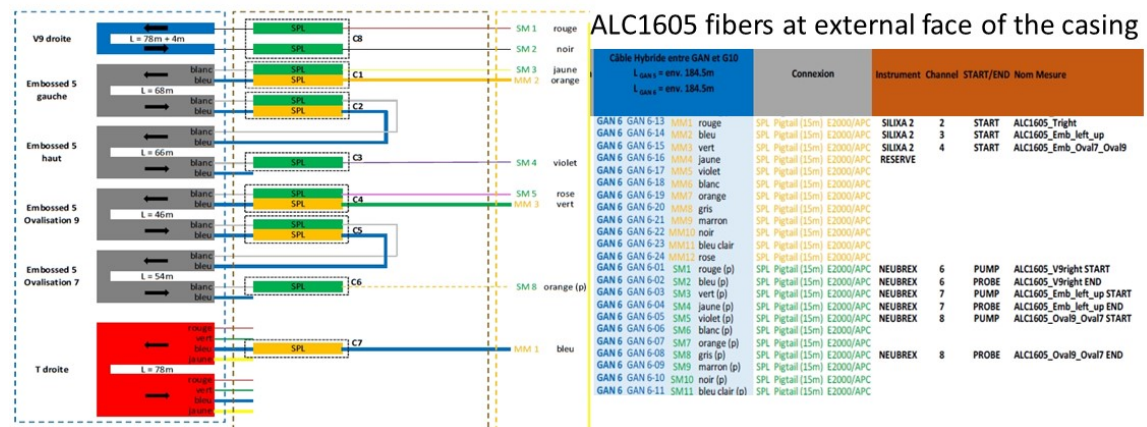 ALC1605 fibers at external face of the casing
V9 droite
L = 78m + 4m
SPL
SPL
C8
SM 1 rouge
SM 2 noir
Embossed 5
gauche
blanc
bleu
L = 68m
blanc
bleu
SPL
SPL
C1
SM 3 jaune
MM 2 orange
SPL
SPL
C2
Embossed 5
haut
blanc
bleu
L = 66m
blanc
bleu
SPL
C3
SM 4 violet
Embossed 5
Ovalisation 9
blanc
bleu
L = 46m
blanc
bleu
SPL
SPL
C4
SM 5 rose
MM 3 vert
SPL
SPL
C5
Embossed 5
Ovalisation 7
blanc
bleu
L = 54m
blanc
bleu
SPL
C6
SM 8 orange (p)
T droite
rouge
vert
bleu
jaune
L = 78m
rouge
vert
bleu
jaune
SPL
C7
MM 1 bleu
Câble Hybride entre GAN et G10
L GAN 5 = env. 184.5m
L GAN 6 = env. 184.5m
Connexion
Instrument Channel START/END Nom Mesure
GAN 6 GAN 6-13 MM1 rouge SPL Pigtail (15m) E2000/APC SILIXA 2 2 START ALC1605_Tright
GAN 6 GAN 6-14 MM2 bleu SPL Pigtail (15m) E2000/APC SILIXA 2 3 START ALC1605_Emb_left_up
GAN 6 GAN 6-15 MM3 vert SPL Pigtail (15m) E2000/APC SILIXA 2 4 START ALC1605_Emb_Oval7_Oval9
GAN 6 GAN 6-16 MM4 jaune SPL Pigtail (15m) E2000/APC RESERVE
GAN 6 GAN 6-17 MM5 violet SPL Pigtail (15m) E2000/APC
GAN 6 GAN 6-18 MM6 blanc SPL Pigtail (15m) E2000/APC
GAN 6 GAN 6-19 MM7 orange SPL Pigtail (15m) E2000/APC
GAN 6 GAN 6-20 MM8 gris SPL Pigtail (15m) E2000/APC
GAN 6 GAN 6-21 MM9 marron SPL Pigtail (15m) E2000/APC
GAN 6 GAN 6-22 MM10 noir SPL Pigtail (15m) E2000/APC
GAN 6 GAN 6-23 MM11 bleu clair SPL Pigtail (15m) E2000/APC
GAN 6 GAN 6-24 MM12 rose SPL Pigtail (15m) E2000/APC
GAN 6 GAN 6-01 SM1 rouge (p) SPL Pigtail (15m) E2000/APC NEUBREX 6 PUMP ALC1605_V9right START
GAN 6 GAN 6-02 SM2 bleu (p) SPL Pigtail (15m) E2000/APC NEUBREX 6 PROBE ALC1605_V9right END
GAN 6 GAN 6-03 SM3 vert (p) SPL Pigtail (15m) E2000/APC NEUBREX 7 PUMP ALC1605_Emb_left_up START
GAN 6 GAN 6-04 SM4 jaune (p) SPL Pigtail (15m) E2000/APC NEUBREX 7 PROBE ALC1605_Emb_left_up END
GAN 6 GAN 6-05 SM5 violet (p) SPL Pigtail (15m) E2000/APC NEUBREX 8 PUMP ALC1605_Oval9_Oval7 START
GAN 6 GAN 6-06 SM6 blanc (p) SPL Pigtail (15m) E2000/APC
GAN 6 GAN 6-07 SM7 orange (p) SPL Pigtail (15m) E2000/APC
GAN 6 GAN 6-08 SM8 gris (p) SPL Pigtail (15m) E2000/APC NEUBREX 8 PROBE ALC1605_Oval9_Oval7 END
GAN 6 GAN 6-09 SM9 marron (p) SPL Pigtail (15m) E2000/APC
GAN 6 GAN 6-10 SM10 noir (p) SPL Pigtail (15m) E2000/APC
GAN 6 GAN 6-11 SM11 bleu clair (p) SPL Pigtail (15m) E2000/APC